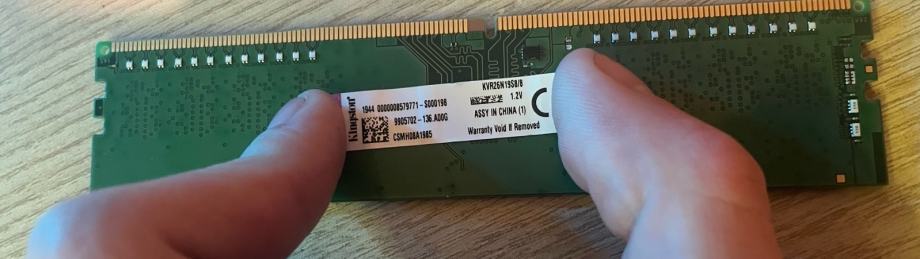 Kingston
1944 0000008579771 - S000198
9905702 - 136.A00G
CSMH08A1985
KVR26N19S8/8
1.2V
ASSY IN CHINA (1)
Warranty Void If Removed